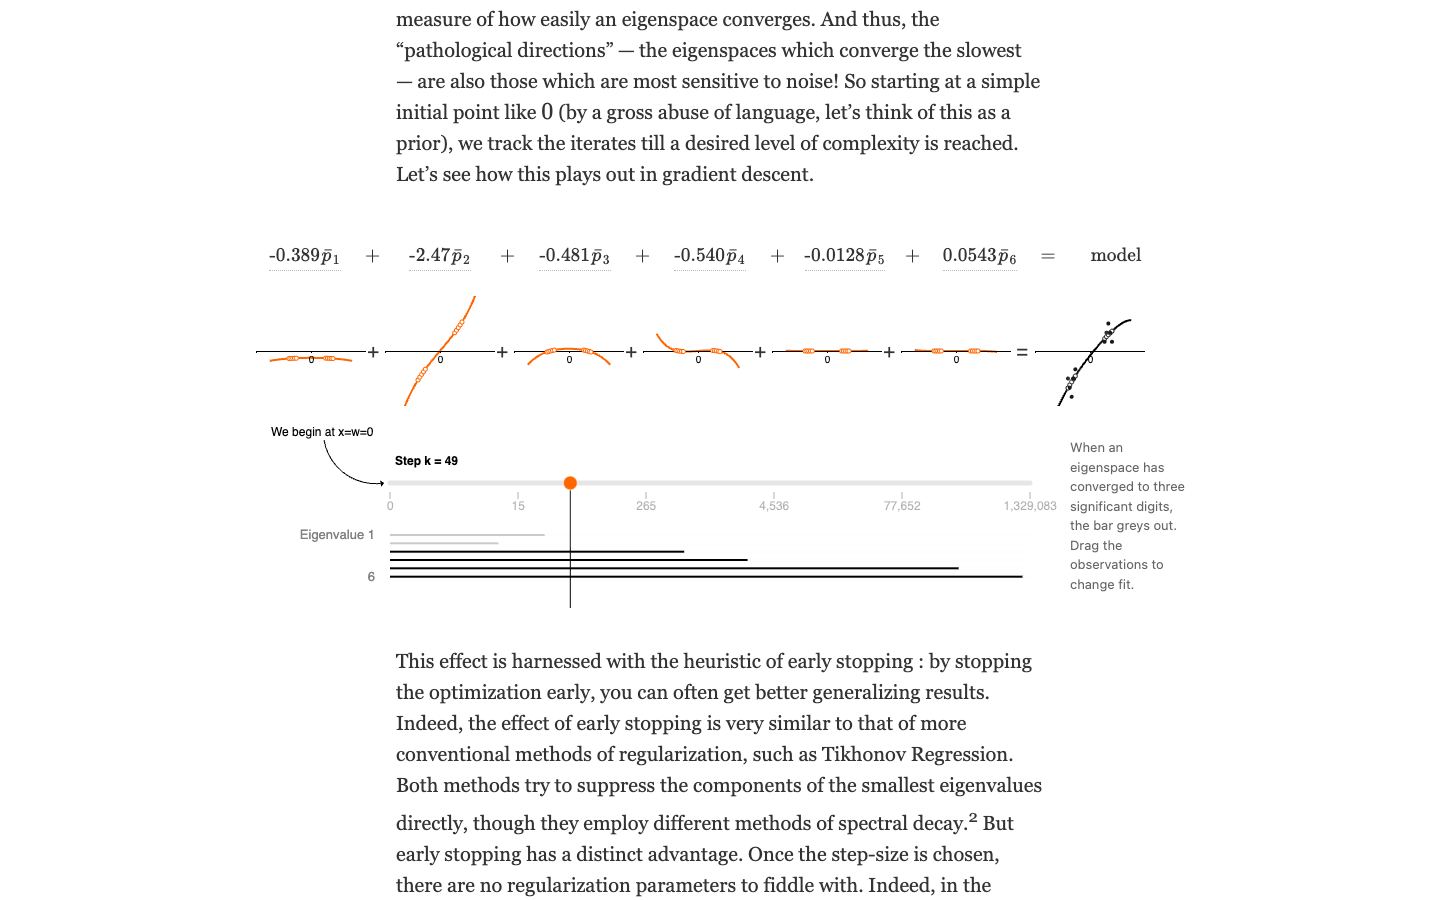 measure of how easily an eigenspace converges. And thus, the
“pathological directions” — the eigenspaces which converge the slowest
— are also those which are most sensitive to noise! So starting at a simple
initial point like 0 (by a gross abuse of language, let’s think of this as a
prior), we track the iterates till a desired level of complexity is reached.
Let’s see how this plays out in gradient descent.
-0.389p̄₁ + -2.47p̄₂ + -0.481p̄₃ + -0.540p̄₄ + -0.0128p̄₅ + 0.0543p̄₆ = model
0 + 0 + 0 + 0 + 0 + 0 = 0
We begin at x=w=0
Step k = 49
0 15 265 4,536 77,652 1,329,083
Eigenvalue 1
6
When an
eigenspace has
converged to three
significant digits,
the bar greys out.
Drag the
observations to
change fit.
This effect is harnessed with the heuristic of early stopping : by stopping
the optimization early, you can often get better generalizing results.
Indeed, the effect of early stopping is very similar to that of more
conventional methods of regularization, such as Tikhonov Regression.
Both methods try to suppress the components of the smallest eigenvalues
directly, though they employ different methods of spectral decay.² But
early stopping has a distinct advantage. Once the step-size is chosen,
there are no regularization parameters to fiddle with. Indeed, in the